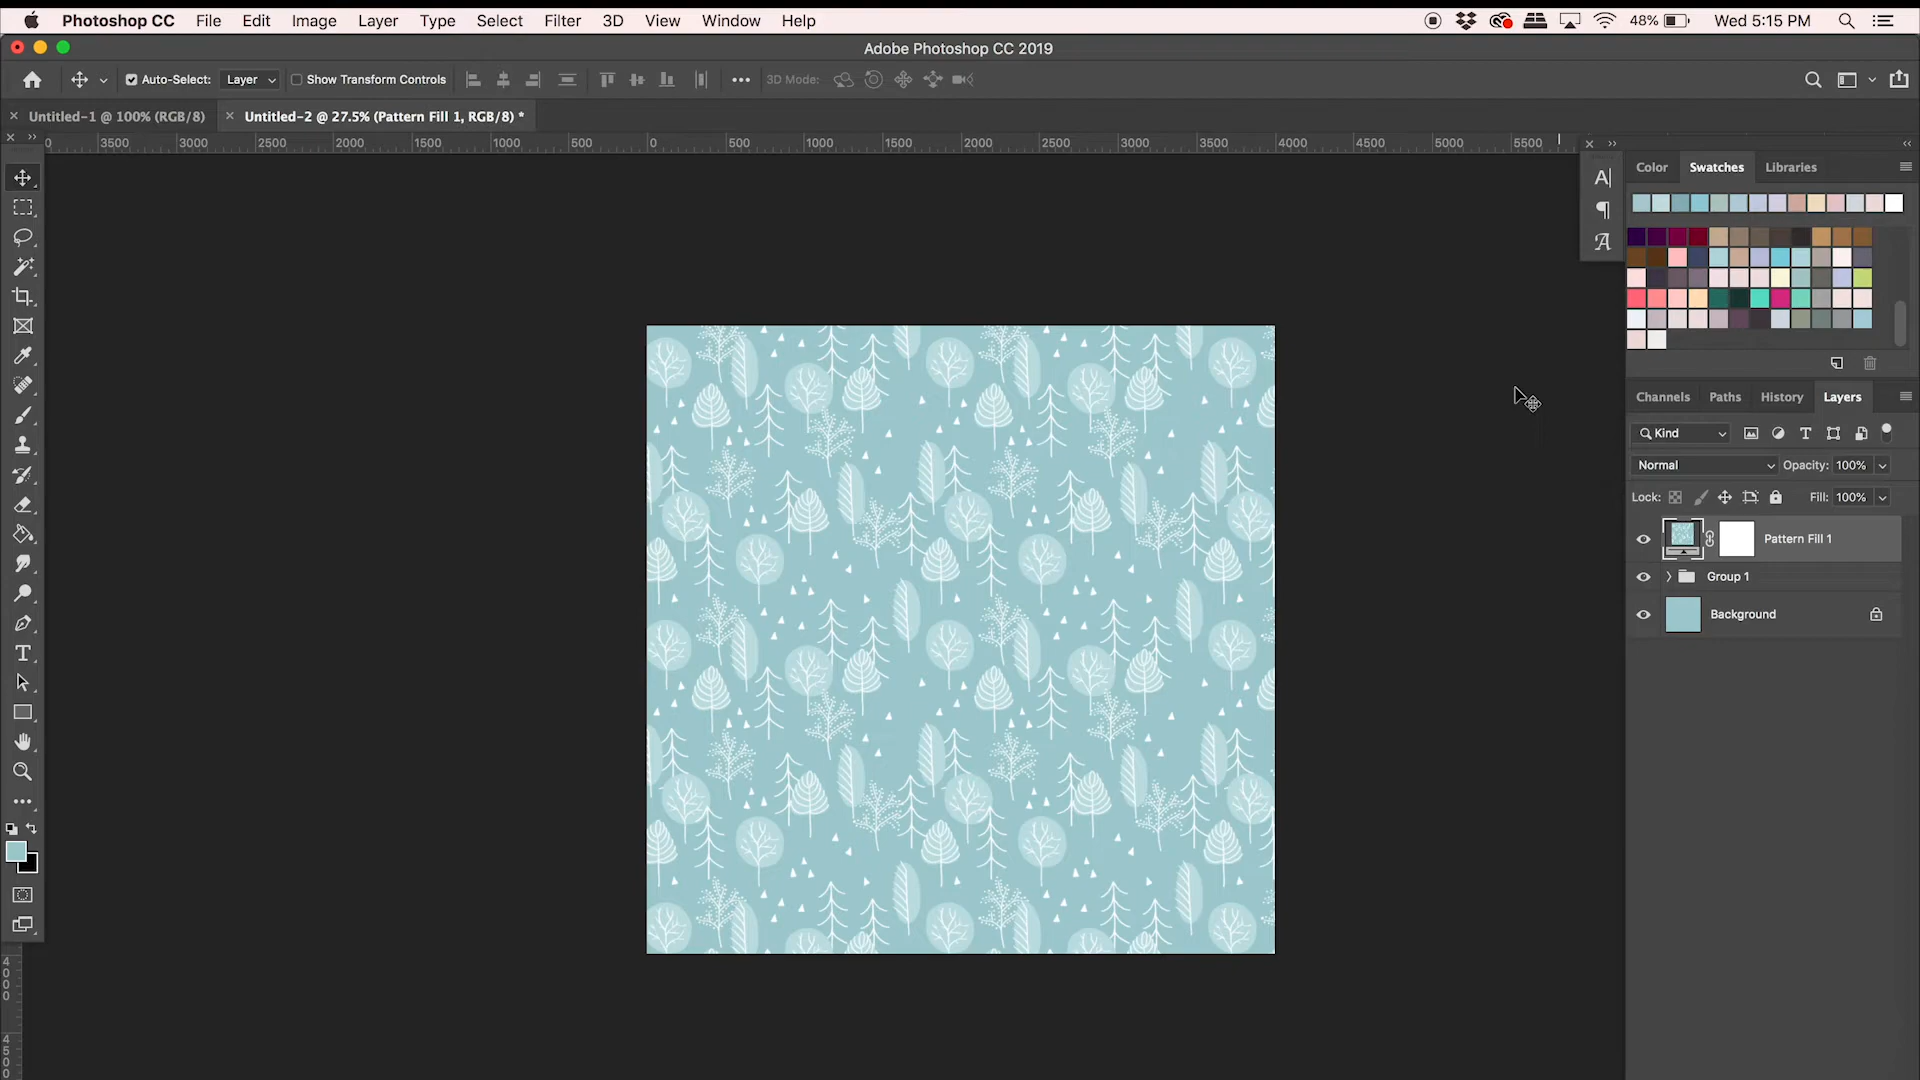 Photoshop CC File Edit Image Layer Type Select Filter 3D View Window Help 48% Wed 5:15 PM
Adobe Photoshop CC 2019
Auto-Select: Layer Show Transform Controls 3D Mode:
Untitled-1 @ 100% (RGB/8) Untitled-2 @ 27.5% (Pattern Fill 1, RGB/8) *
0 3500 3000 2500 2000 1500 1000 500 0 500 1000 1500 2000 2500 3000 3500 4000 4500 5000 5500
Color Swatches Libraries
Channels Paths History Layers
Kind
Normal Opacity: 100%
Lock: Fill: 100%
Pattern Fill 1
Group 1
Background
4000
4500